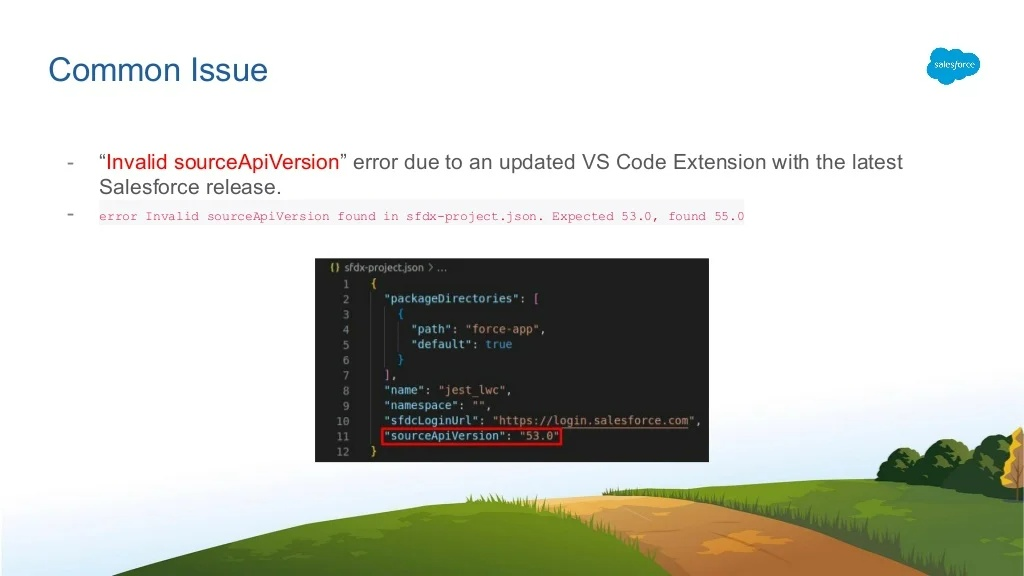 Common Issue
salesforce
- “Invalid sourceApiVersion” error due to an updated VS Code Extension with the latest
Salesforce release.
- error Invalid sourceApiVersion found in sfdx-project.json. Expected 53.0, found 55.0
{} sfdx-project.json > ...
1 {
2 "packageDirectories": [
3 {
4 "path": "force-app",
5 "default": true
6 }
7 ],
8 "name": "jest_lwc",
9 "namespace": "",
10 "sfdcLoginUrl": "https://login.salesforce.com",
11 "sourceApiVersion": "53.0"
12 }